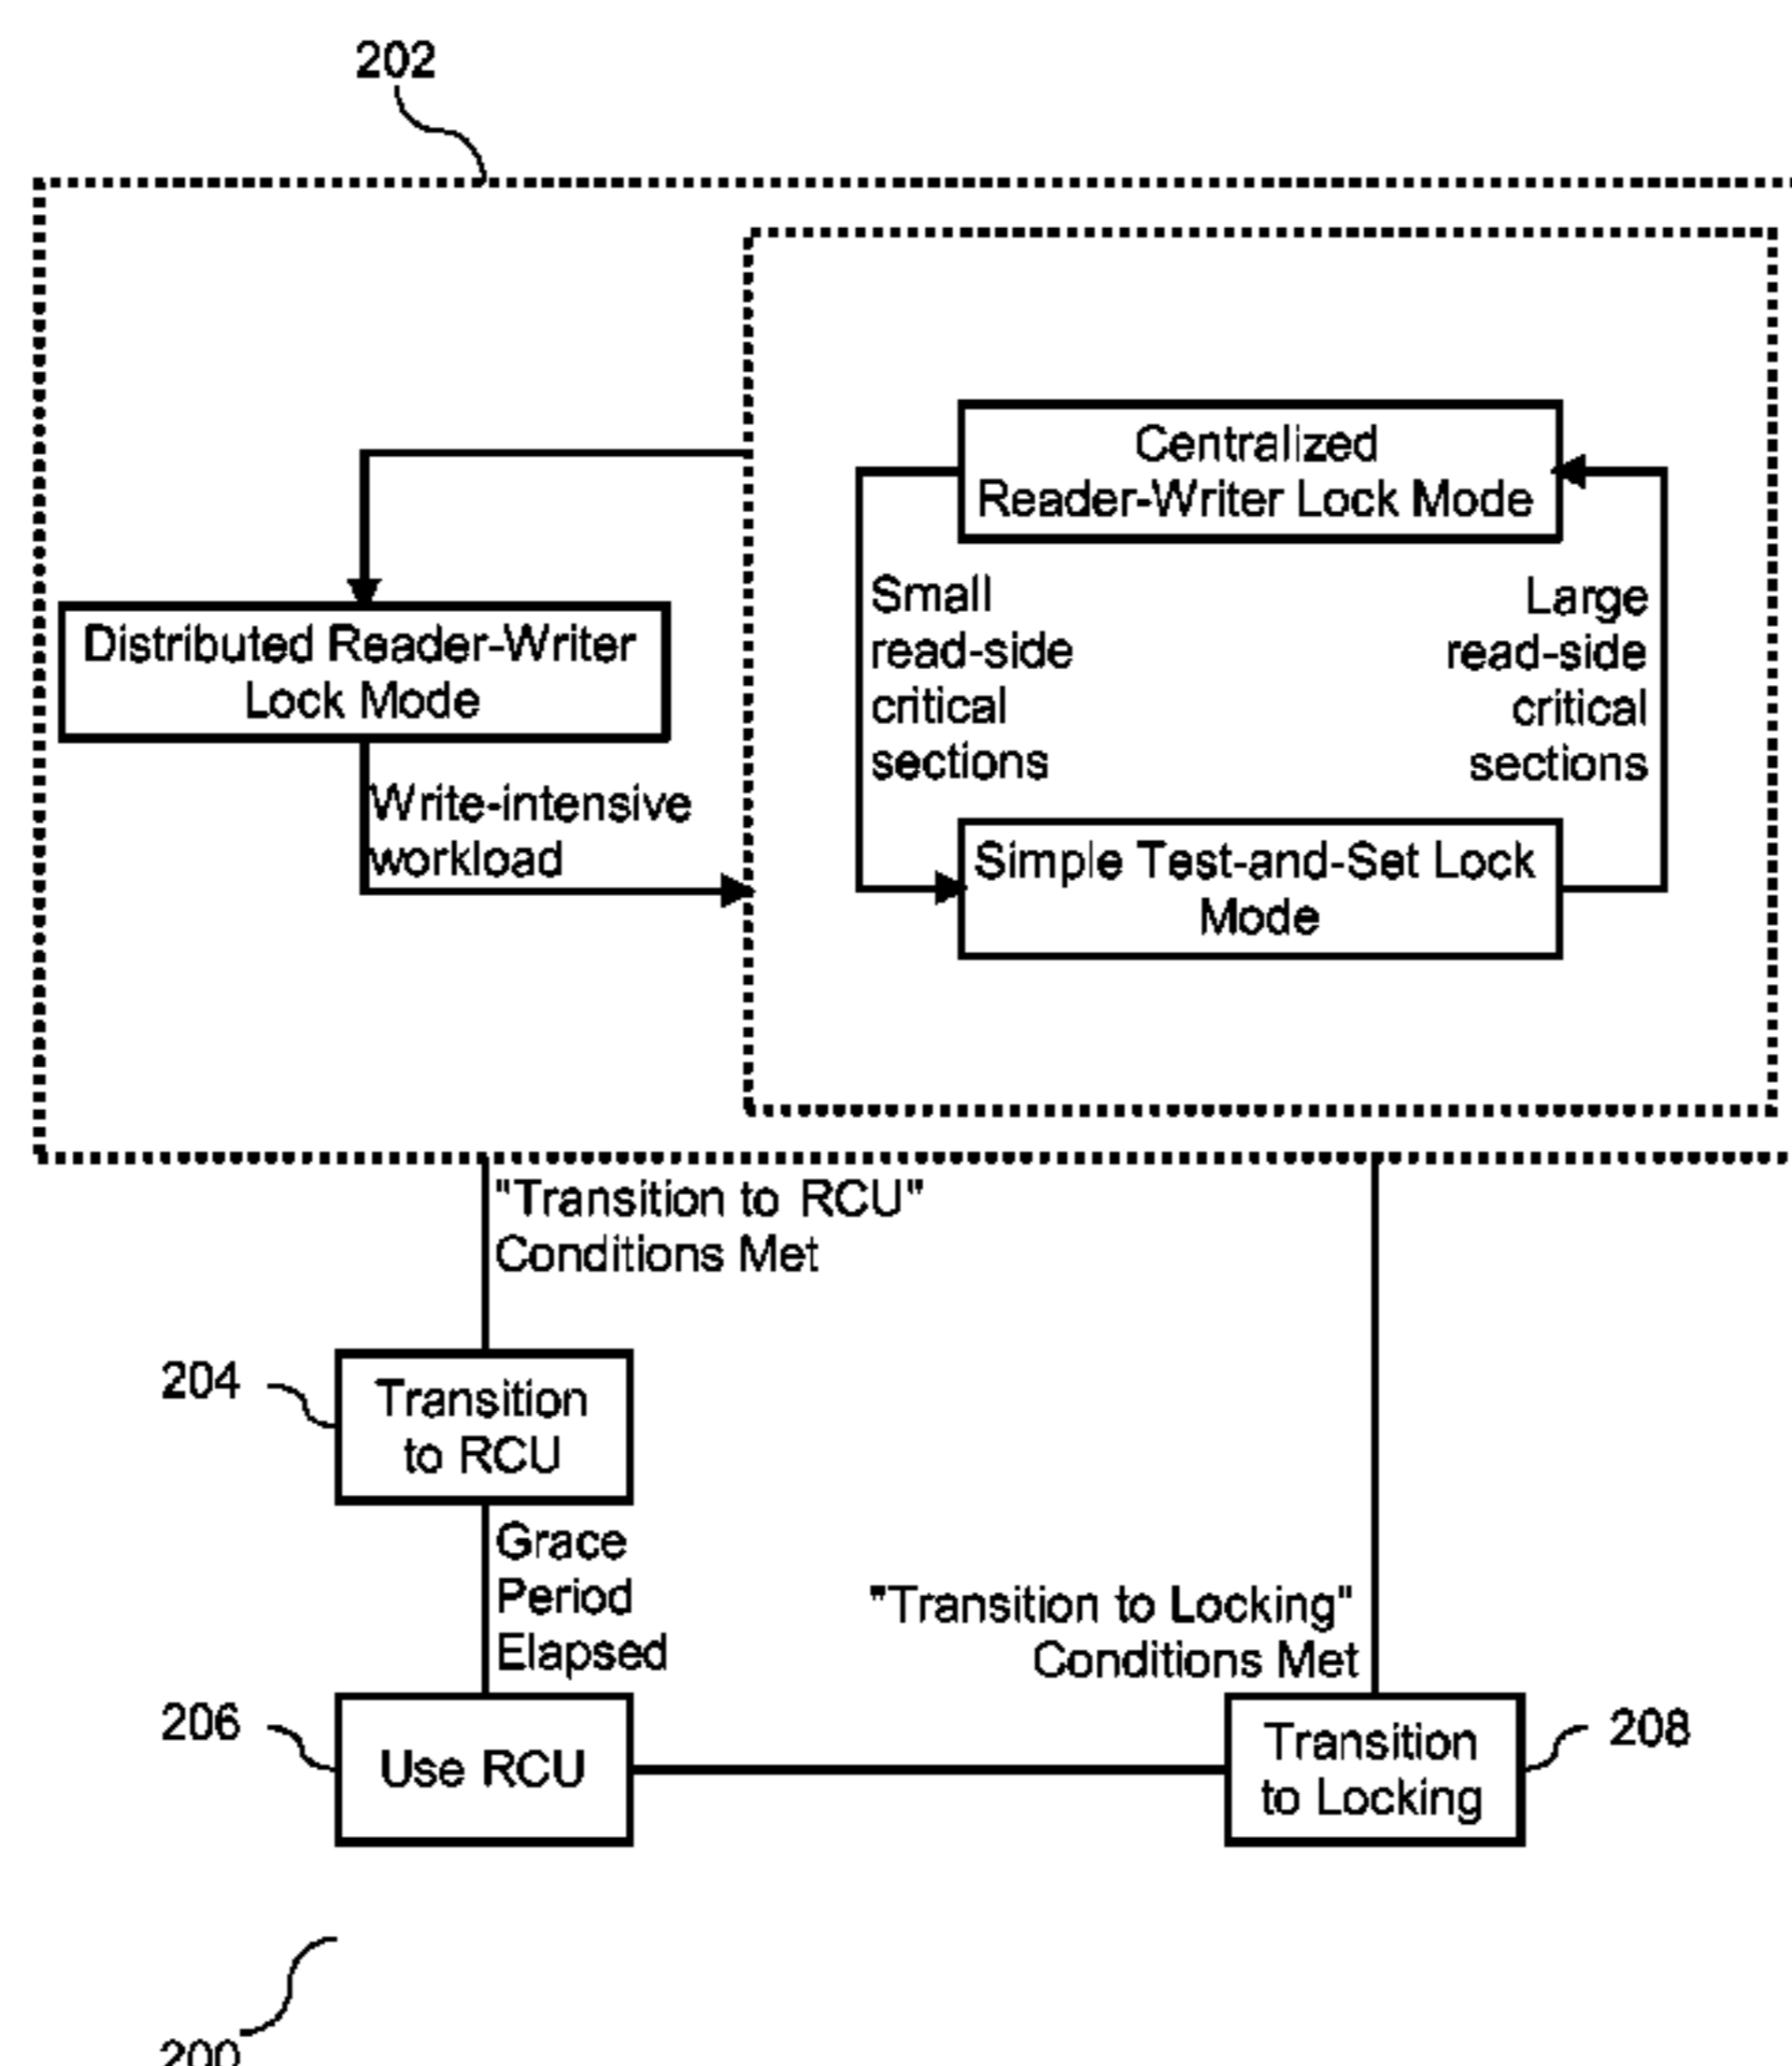 202
Centralized
Reader-Writer Lock Mode
Small
read-side
critical
sections
Large
read-side
critical
sections
Distributed Reader-Writer
Lock Mode
Write-intensive
workload
Simple Test-and-Set Lock
Mode
"Transition to RCU"
Conditions Met
204
Transition
to RCU
Grace
Period
Elapsed
"Transition to Locking"
Conditions Met
206
Use RCU
Transition
to Locking
208
200